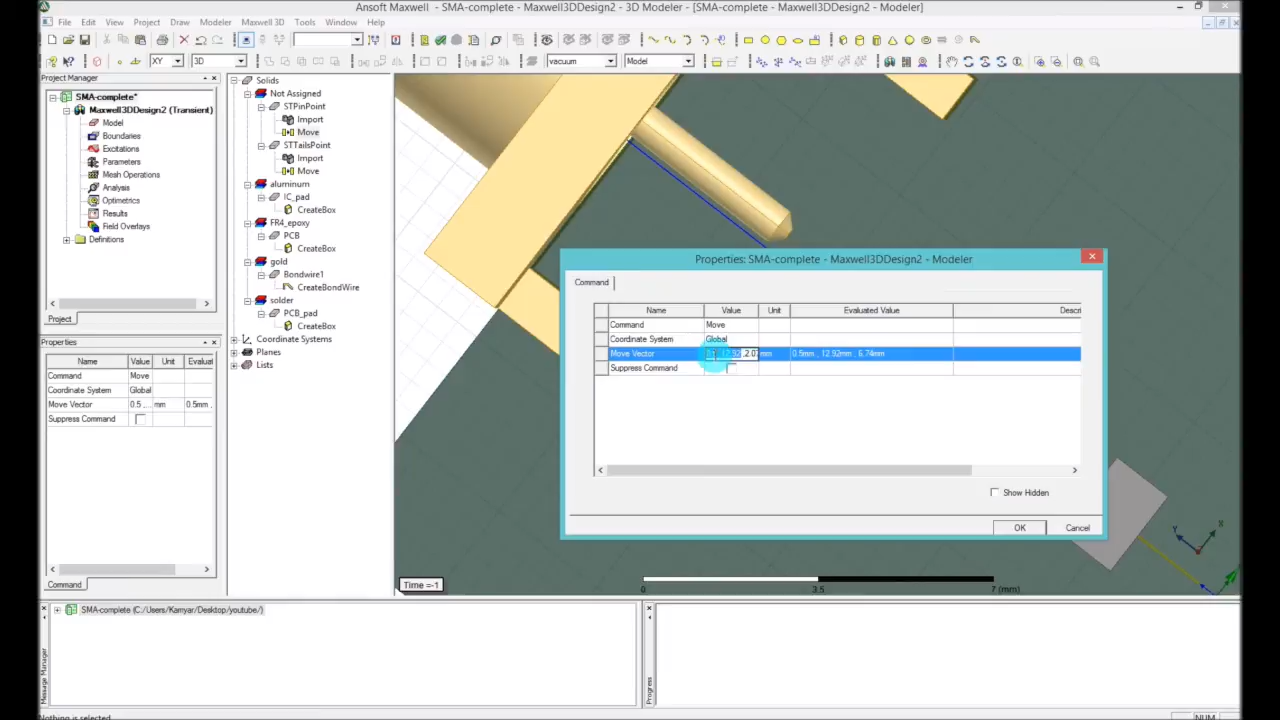 Ansoft Maxwell - SMA-complete - Maxwell3DDesign2 - 3D Modeler - [SMA-complete - Maxwell3DDesign2 - Modeler]
File Edit View Project Draw Modeler Maxwell 3D Tools Window Help
XY 3D vacuum Model
Project Manager
SMA-complete*
Maxwell3DDesign2 (Transient)
Model
Boundaries
Excitations
Parameters
Mesh Operations
Analysis
Optimetrics
Results
Field Overlays
Definitions
Project
Properties
Name Value Unit Evaluat
Command Move
Coordinate System Global
Move Vector 0.5 ,... mm 0.5mm ,
Suppress Command
Command
Solids
Not Assigned
STPinPoint
Import
Move
STTailsPoint
Import
Move
aluminum
IC_pad
CreateBox
FR4_epoxy
PCB
CreateBox
gold
Bondwire1
CreateBondWire
solder
PCB_pad
CreateBox
Coordinate Systems
Planes
Lists
Properties: SMA-complete - Maxwell3DDesign2 - Modeler
Command
Name Value Unit Evaluated Value Descri
Command Move
Coordinate System Global
Move Vector mm
Suppress Command
Show Hidden
OK Cancel
Time =-1
0 3.5 7 (mm)
X
Y
SMA-complete (C:/Users/Kamyar/Desktop/youtube/)
Message Manager
Progress
Nothing is selected
NUM